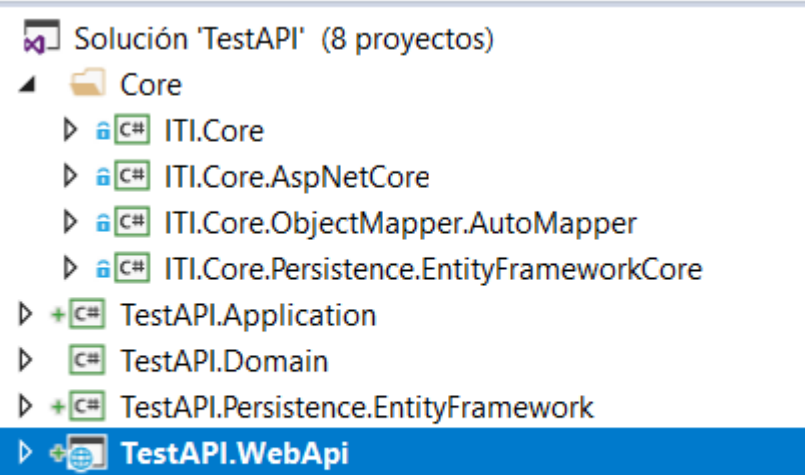 Solución 'TestAPI' (8 proyectos)
Core
C# ITI.Core
C# ITI.Core.AspNetCore
C# ITI.Core.ObjectMapper.AutoMapper
C# ITI.Core.Persistence.EntityFrameworkCore
+ C# TestAPI.Application
C# TestAPI.Domain
+ C# TestAPI.Persistence.EntityFramework
+ TestAPI.WebApi